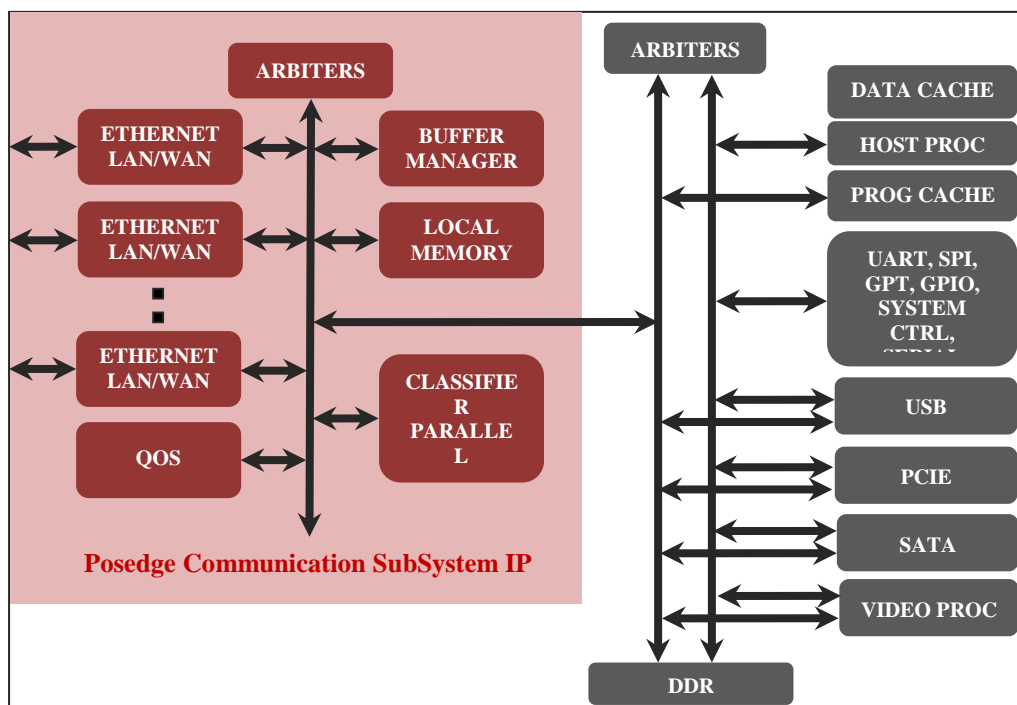 ARBITERS
ETHERNET
LAN/WAN
BUFFER
MANAGER
ETHERNET
LAN/WAN
LOCAL
MEMORY
ETHERNET
LAN/WAN
CLASSIFIE
R
PARALLE
L
QOS
Posedge Communication SubSystem IP
ARBITERS
DATA CACHE
HOST PROC
PROG CACHE
UART, SPI,
GPT, GPIO,
SYSTEM
CTRL,
USB
PCIE
SATA
VIDEO PROC
DDR